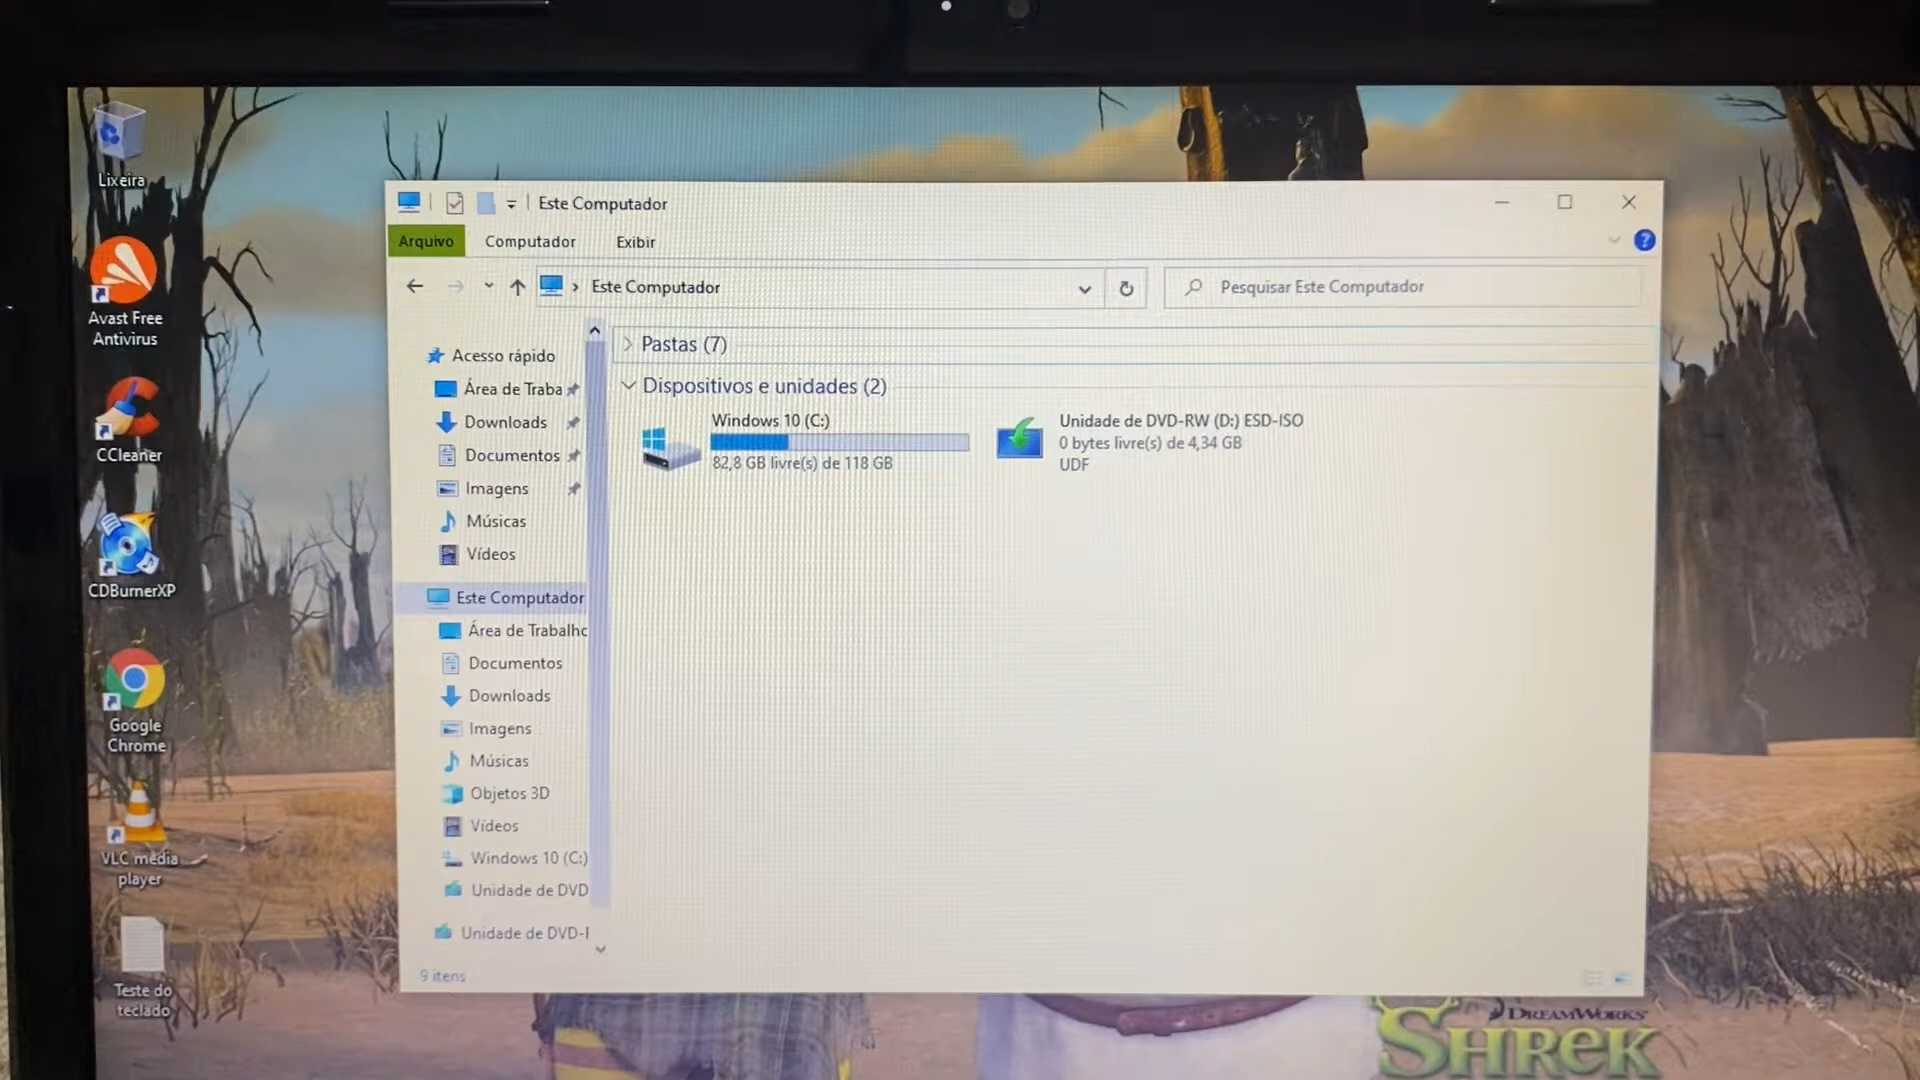 Lixeira
Avast Free
Antivirus
CCleaner
CDBurnerXP
Google
Chrome
VLC media
player
Teste do
teclado
Este Computador
Arquivo
Computador
Exibir
?
Este Computador
Pesquisar Este Computador
Acesso rápido
Área de Traba
Downloads
Documentos
Imagens
Músicas
Vídeos
Este Computador
Área de Trabalho
Documentos
Downloads
Imagens
Músicas
Objetos 3D
Vídeos
Windows 10 (C:)
Unidade de DVD
Unidade de DVD-R
9 itens
Pastas (7)
Dispositivos e unidades (2)
Windows 10 (C:)
82,8 GB livre(s) de 118 GB
Unidade de DVD-RW (D:) ESD-ISO
0 bytes livre(s) de 4,34 GB
UDF
DREAMWORKS
SHREK